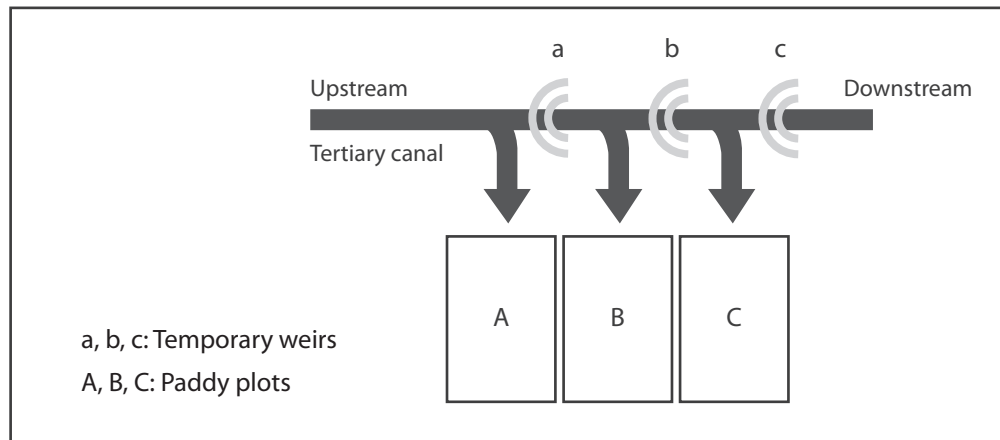 a b c
Upstream Downstream
Tertiary canal
A B C
a, b, c: Temporary weirs
A, B, C: Paddy plots